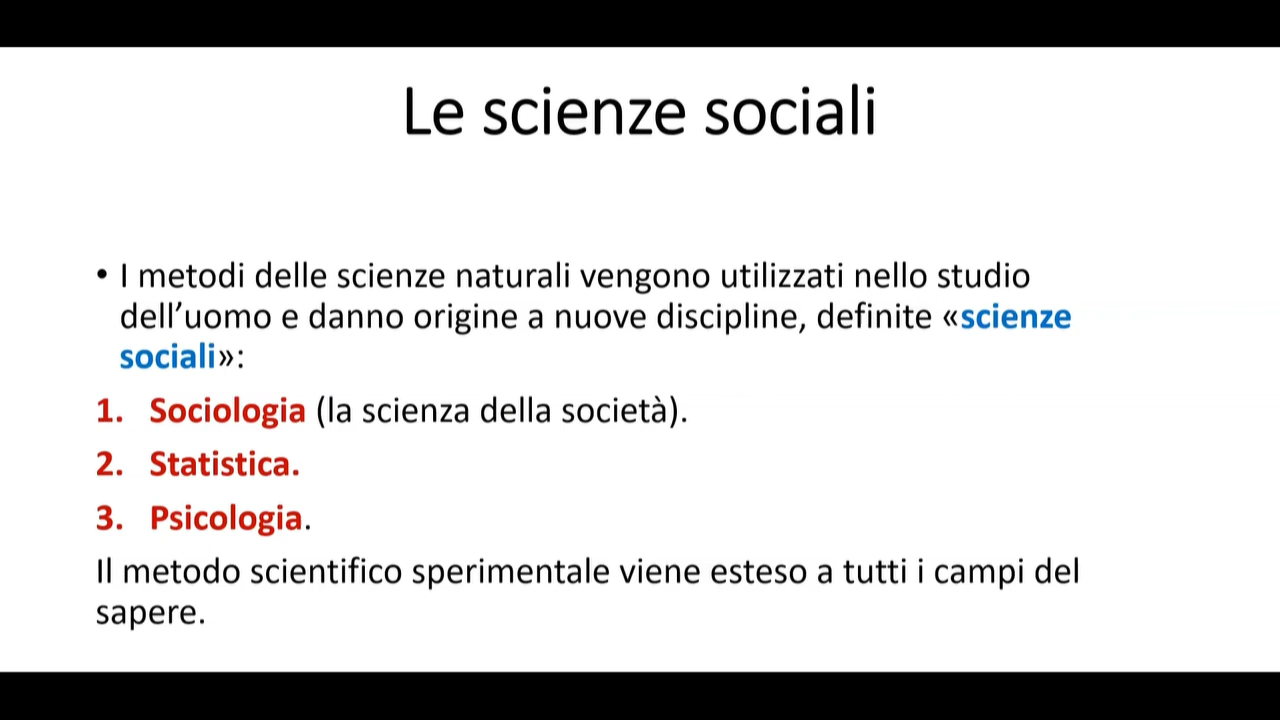 Le scienze sociali
• I metodi delle scienze naturali vengono utilizzati nello studio
dell’uomo e danno origine a nuove discipline, definite «scienze
sociali»:
1. Sociologia (la scienza della società).
2. Statistica.
3. Psicologia.
Il metodo scientifico sperimentale viene esteso a tutti i campi del
sapere.